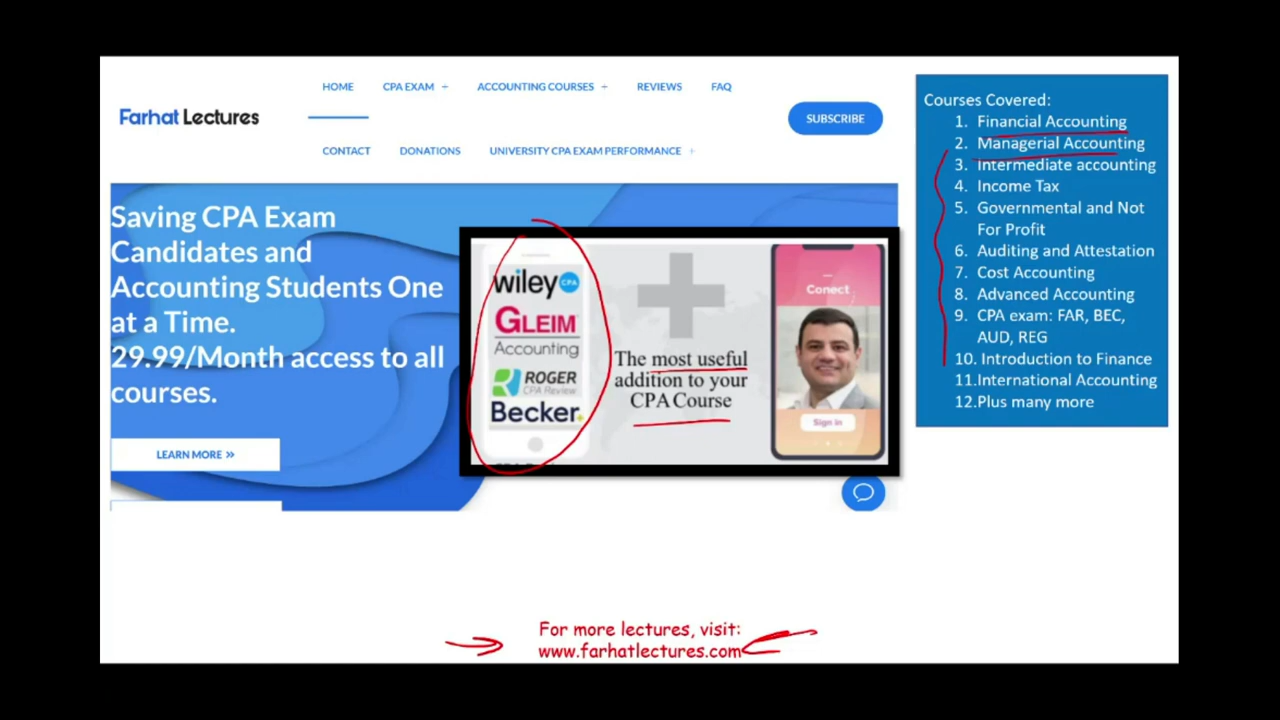 Farhat Lectures
HOME
CPA EXAM +
ACCOUNTING COURSES +
REVIEWS
FAQ
SUBSCRIBE
CONTACT
DONATIONS
UNIVERSITY CPA EXAM PERFORMANCE +
Saving CPA Exam
Candidates and
Accounting Students One
at a Time.
29.99/Month access to all
courses.
LEARN MORE »
wiley CPA
GLEIM
Accounting
ROGER
CPA Review
Becker.
The most useful
addition to your
CPA Course
Conect
Sign in
Courses Covered:
1. Financial Accounting
2. Managerial Accounting
3. Intermediate accounting
4. Income Tax
5. Governmental and Not
For Profit
6. Auditing and Attestation
7. Cost Accounting
8. Advanced Accounting
9. CPA exam: FAR, BEC,
AUD, REG
10. Introduction to Finance
11.International Accounting
12.Plus many more
For more lectures, visit:
www.farhatlectures.com